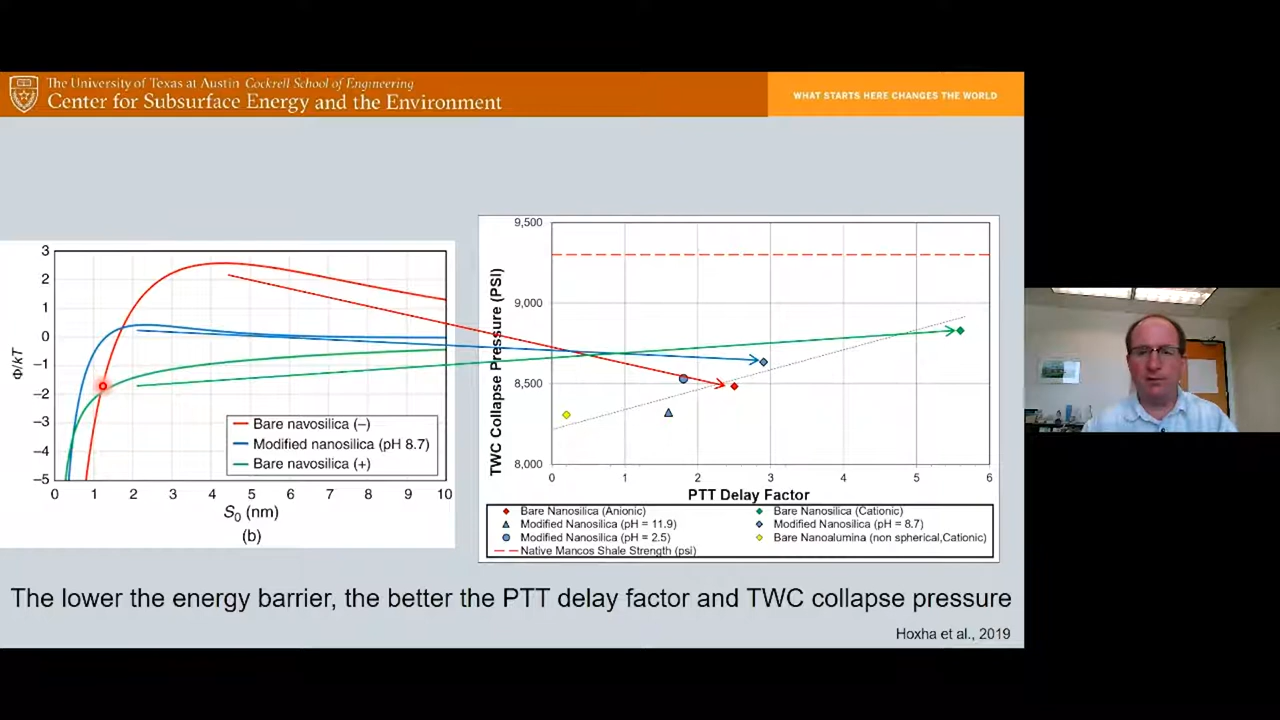 The University of Texas at Austin Cockrell School of Engineering
Center for Subsurface Energy and the Environment
WHAT STARTS HERE CHANGES THE WORLD
3
2
1
0
–1
–2
–3
–4
–5
Φ/kT
0 1 2 3 4 5 6 7 8 9 10
S0 (nm)
(b)
Bare navosilica (–)
Modified nanosilica (pH 8.7)
Bare navosilica (+)
9,500
9,000
8,500
8,000
TWC Collapse Pressure (PSI)
0 1 2 3 4 5 6
PTT Delay Factor
Bare Nanosilica (Anionic) Bare Nanosilica (Cationic)
Modified Nanosilica (pH = 11.9) Modified Nanosilica (pH = 8.7)
Modified Nanosilica (pH = 2.5) Bare Nanoalumina (non spherical,Cationic)
Native Mancos Shale Strength (psi)
The lower the energy barrier, the better the PTT delay factor and TWC collapse pressure
Hoxha et al., 2019